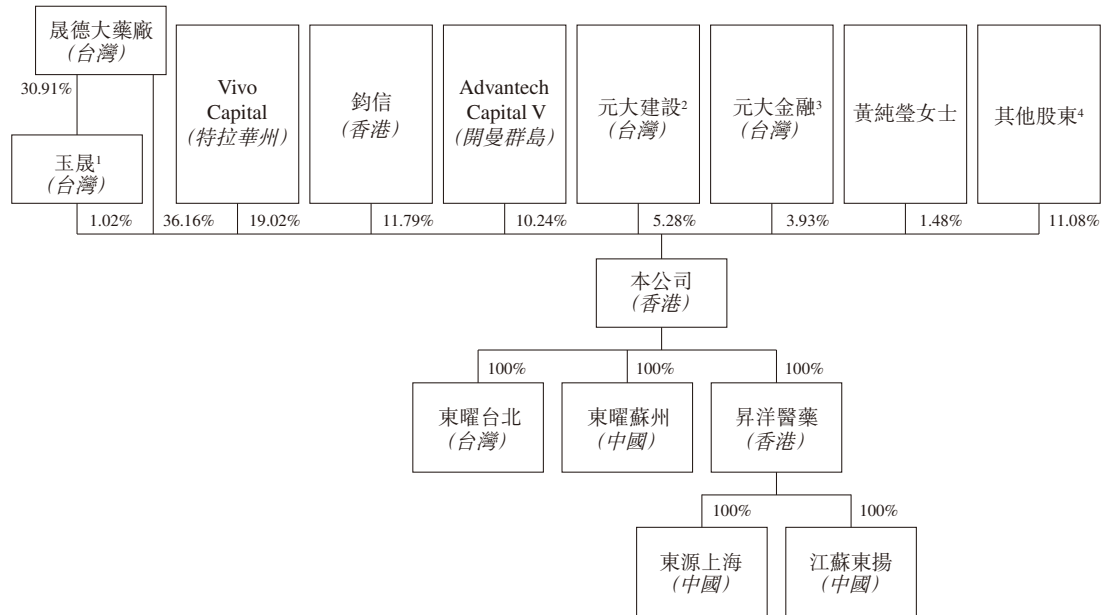 晟德大藥廠
(台灣)
30.91%
玉晟¹
(台灣)
Vivo
Capital
(特拉華州)
鈞信
(香港)
Advantech
Capital V
(開曼群島)
元大建設²
(台灣)
元大金融³
(台灣)
黃純瑩女士
其他股東⁴
1.02%
36.16%
19.02%
11.79%
10.24%
5.28%
3.93%
1.48%
11.08%
本公司
(香港)
100%
100%
100%
東曜台北
(台灣)
東曜蘇州
(中國)
昇洋醫藥
(香港)
100%
100%
東源上海
(中國)
江蘇東揚
(中國)